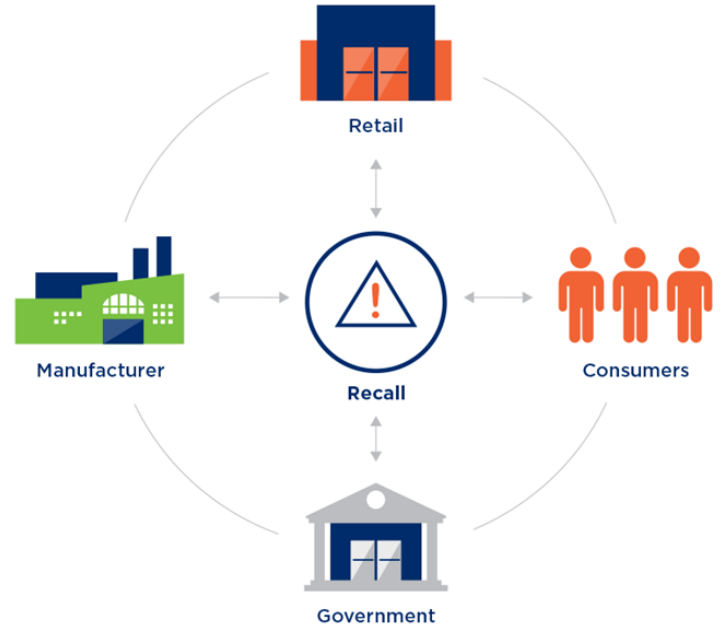 Retail
Manufacturer
Recall
Consumers
Government